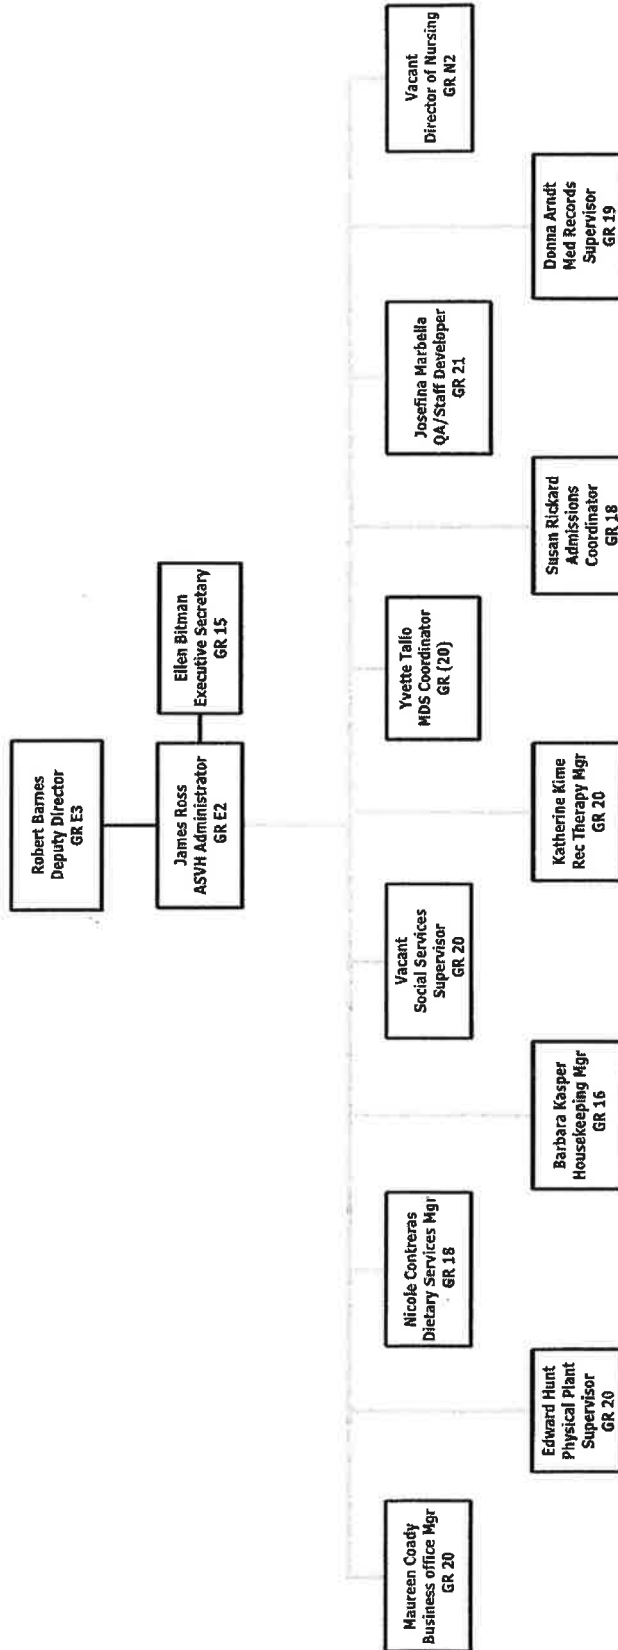 Robert Barnes
Deputy Director
GR E3
James Ross
ASVH Administrator
GR E2
Ellen Bitman
Executive Secretary
GR 15
Maureen Coady
Business office Mgr
GR 20
Nicole Contreras
Dietary Services Mgr
GR 18
Vacant
Social Services
Supervisor
GR 20
Yvette Talio
MDS Coordinator
GR (20)
Josefina Marbella
QA/Staff Developer
GR 21
Vacant
Director of Nursing
GR N2
Edward Hunt
Physical Plant
Supervisor
GR 20
Barbara Kasper
Housekeeping Mgr
GR 16
Katherine Kime
Rec Therapy Mgr
GR 20
Susan Rickard
Admissions
Coordinator
GR 18
Donna Arndt
Med Records
Supervisor
GR 19